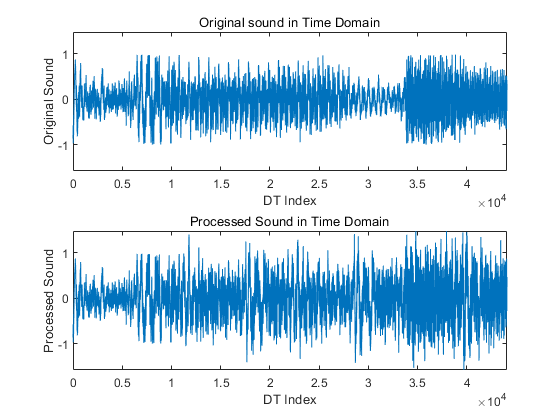 Original sound in Time Domain
Original Sound
1
0
-1
0 0.5 1 1.5 2 2.5 3 3.5 4
DT Index
×10^4
Processed Sound in Time Domain
Processed Sound
1
0
-1
0 0.5 1 1.5 2 2.5 3 3.5 4
DT Index
×10^4